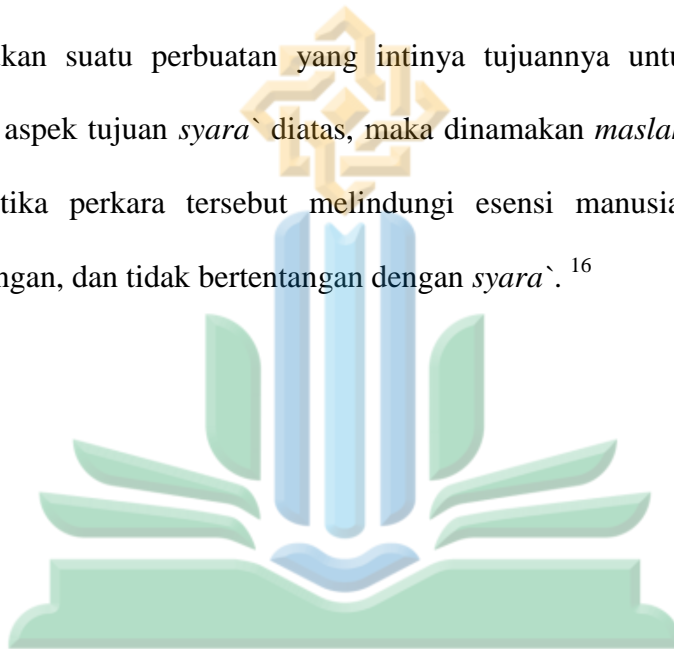 kan suatu perbuatan yang intinya tujuannya untu
aspek tujuan syara` diatas, maka dinamakan masla
tika perkara tersebut melindungi esensi manusia
ngan, dan tidak bertentangan dengan syara`. 16